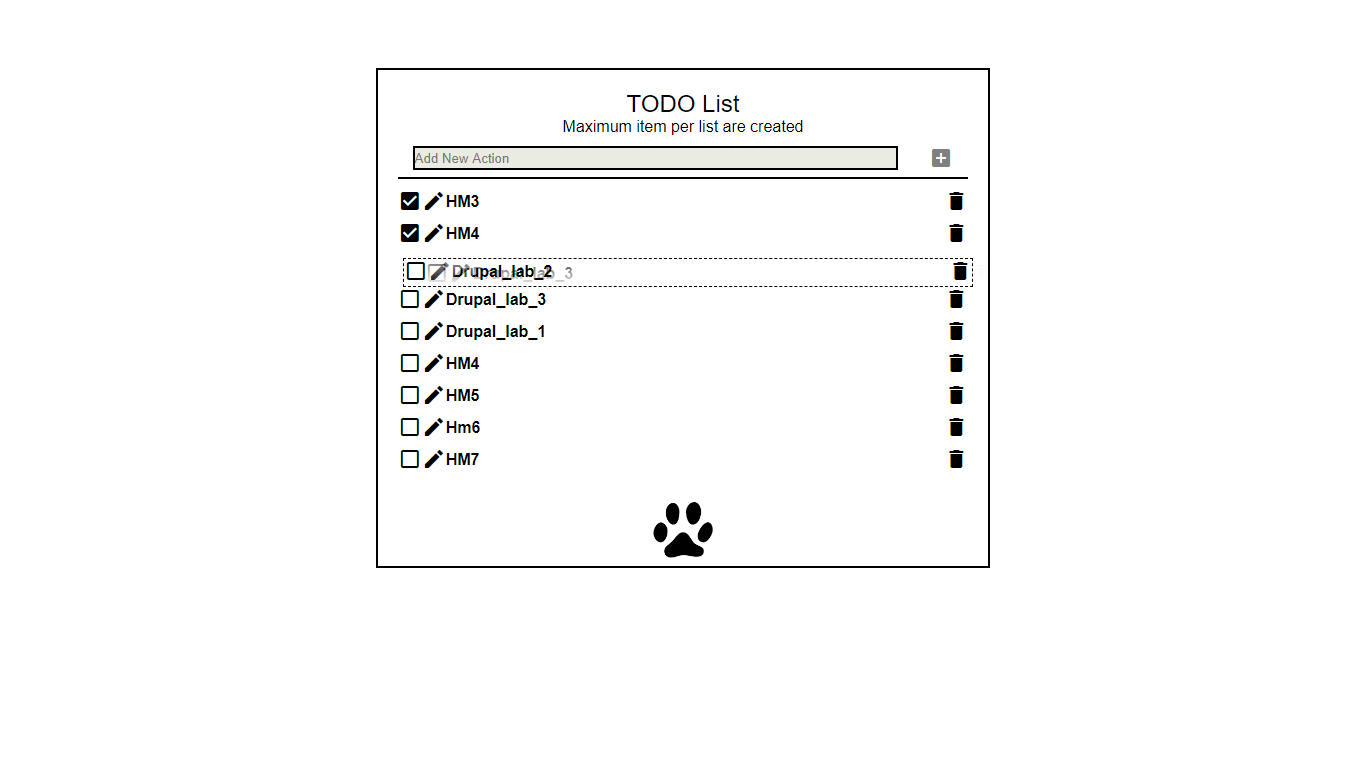 TODO List
Maximum item per list are created
Add New Action
HM3
HM4
Drupal_lab_2
Drupal_lab_3
Drupal_lab_3
Drupal_lab_1
HM4
HM5
Hm6
HM7